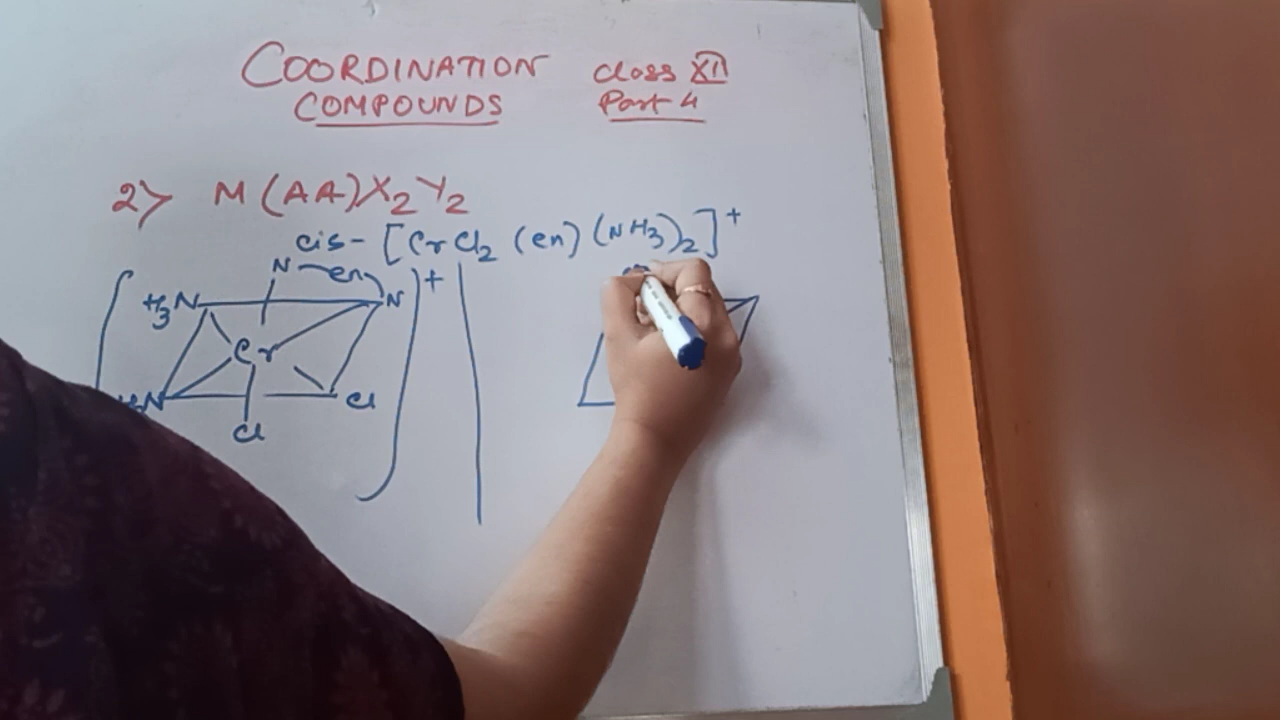 COORDINATION class XII
COMPOUNDS Part 4
2> M(AA)X₂Y₂
cis- [CrCl₂ (en) (NH₃)₂]⁺
N en +
H₃N N
Cr
H₃N Cl
Cl